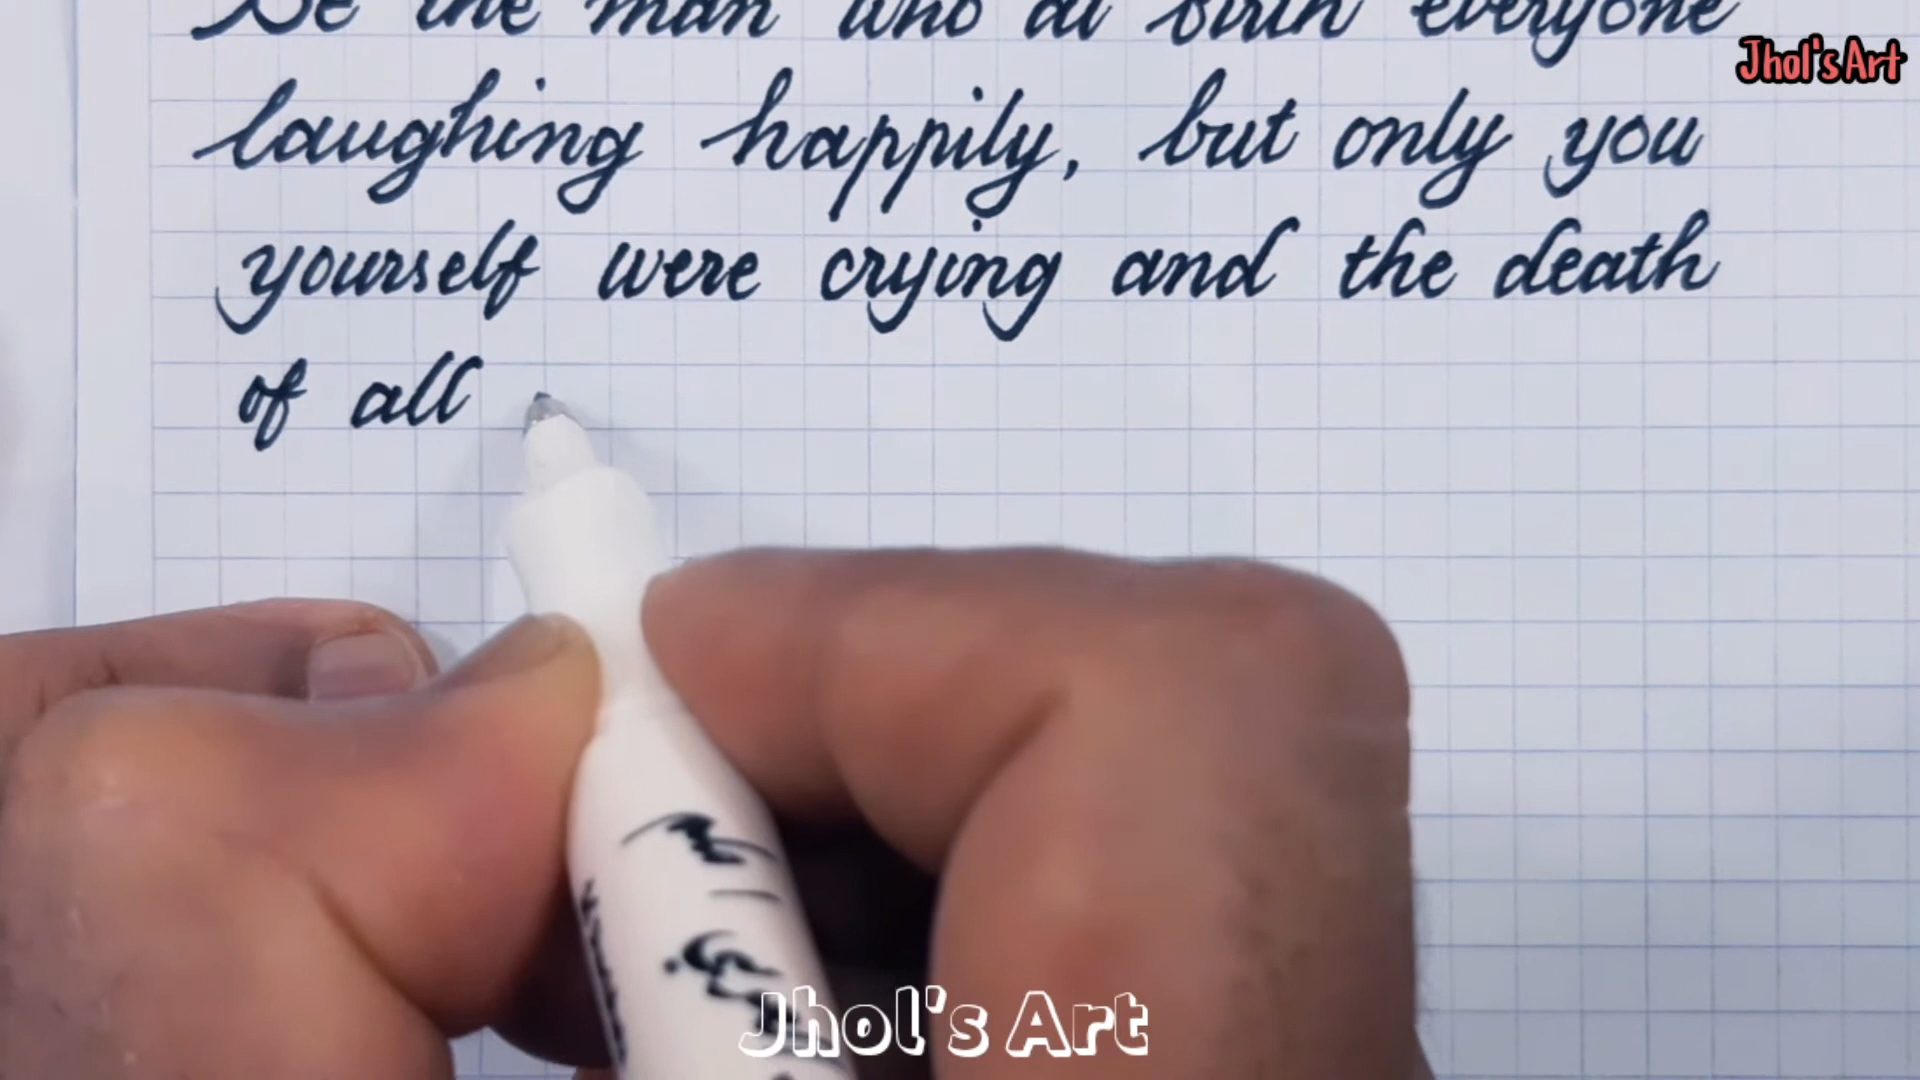 Be the man who at birth everyone
Jhol's Art
laughing happily, but only you
yourself were crying and the death
of all
Jhol's Art